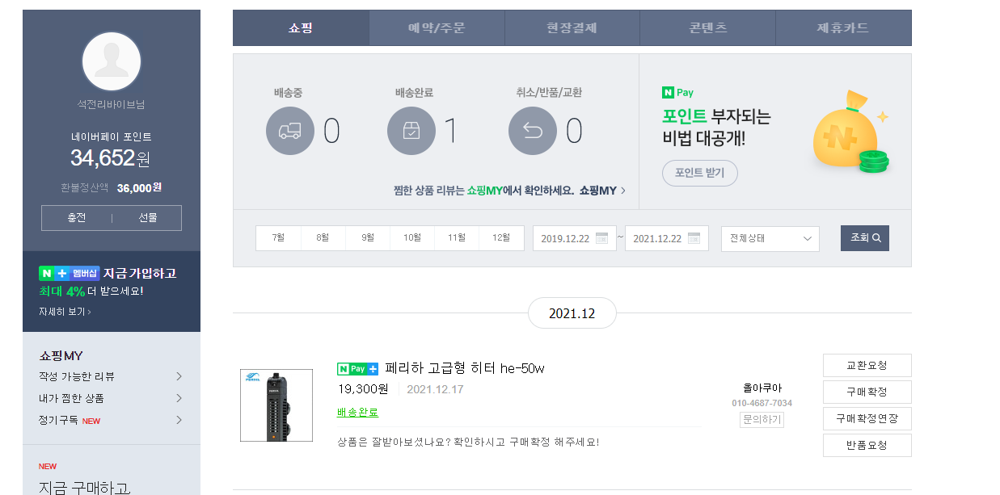 석전리바이브님
네이버페이 포인트
34,652원
환불정산액 36,000원
충전 | 선물
N + 멤버십 지금 가입하고
최대 4% 더 받으세요!
자세히 보기 >
쇼핑MY
작성 가능한 리뷰
내가 찜한 상품
정기구독 NEW
NEW
지금 구매하고,
쇼핑 예약/주문 현장결제 콘텐츠 제휴카드
배송중 배송완료 취소/반품/교환
0 1 0
찜한 상품 리뷰는 쇼핑MY에서 확인하세요. 쇼핑MY >
N Pay
포인트 부자되는
비법 대공개!
포인트 받기
7월 8월 9월 10월 11월 12월 2019.12.22 ~ 2021.12.22 전체상태 조회
2021.12
PERIHA
N Pay + 페리하 고급형 히터 he-50w
19,300원 2021.12.17
배송완료
상품은 잘받아보셨나요? 확인하시고 구매확정 해주세요!
올아쿠아
010-4687-7034
문의하기
교환요청
구매확정
구매확정연장
반품요청